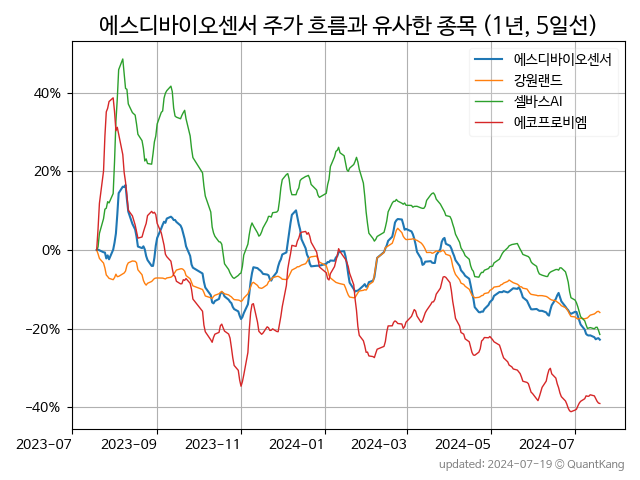 에스디바이오센서 주가 흐름과 유사한 종목 (1년, 5일선)
에스디바이오센서
강원랜드
셀바스AI
에코프로비엠
40%
20%
0%
−20%
−40%
2023-07 2023-09 2023-11 2024-01 2024-03 2024-05 2024-07
updated: 2024-07-19 © QuantKang